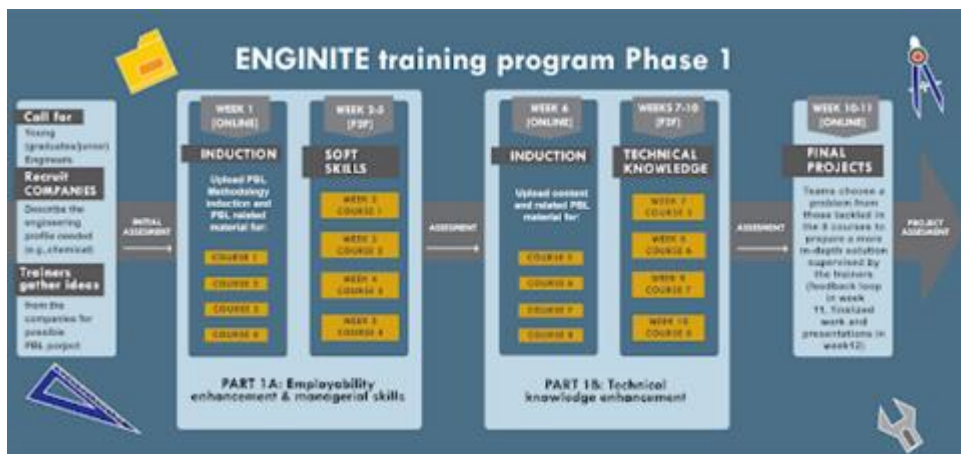 ENGINITE training program Phase 1
Call for
Young
(graduates/junior)
Engineers
Recruit
COMPANIES
Describe the
engineering
profile needed
(e.g., chemical)
Trainers
gather ideas
from the
companies for
possible
PBL
INITIAL
ASSESMENT
WEEK 1
[ONLINE]
INDUCTION
Upload PBL
Methodology
induction
and PBL related
material for:
COURSE 1
COURSE 2
COURSE 3
COURSE 4
WEEK 2-5
[F2F]
SOFT
SKILLS
WEEK 2
COURSE 1
WEEK 3
COURSE 2
WEEK 4
COURSE 3
WEEK 5
COURSE 4
PART 1A: Employability
enhancement & managerial skills
ASSESMENT
WEEK 6
[ONLINE]
INDUCTION
Upload content
and related PBL
material for:
COURSE 5
COURSE 6
COURSE 7
COURSE 8
WEEKS 7-10
[F2F]
TECHNICAL
KNOWLEDGE
WEEK 7
COURSE 5
WEEK 8
COURSE 6
WEEK 9
COURSE 7
WEEK 10
COURSE 8
PART 1B: Technical
knowledge enhancement
ASSESMENT
WEEK 10-11
[ONLINE]
FINAL
PROJECTS
Teams choose a
problem from
those tackled in
the 8 courses to
prepare a more
in-depth solution
supervised by
the trainers
(feedback loop
in week
11, finalized
work and
presentations in
week12)
PROJECT
ASSESMENT